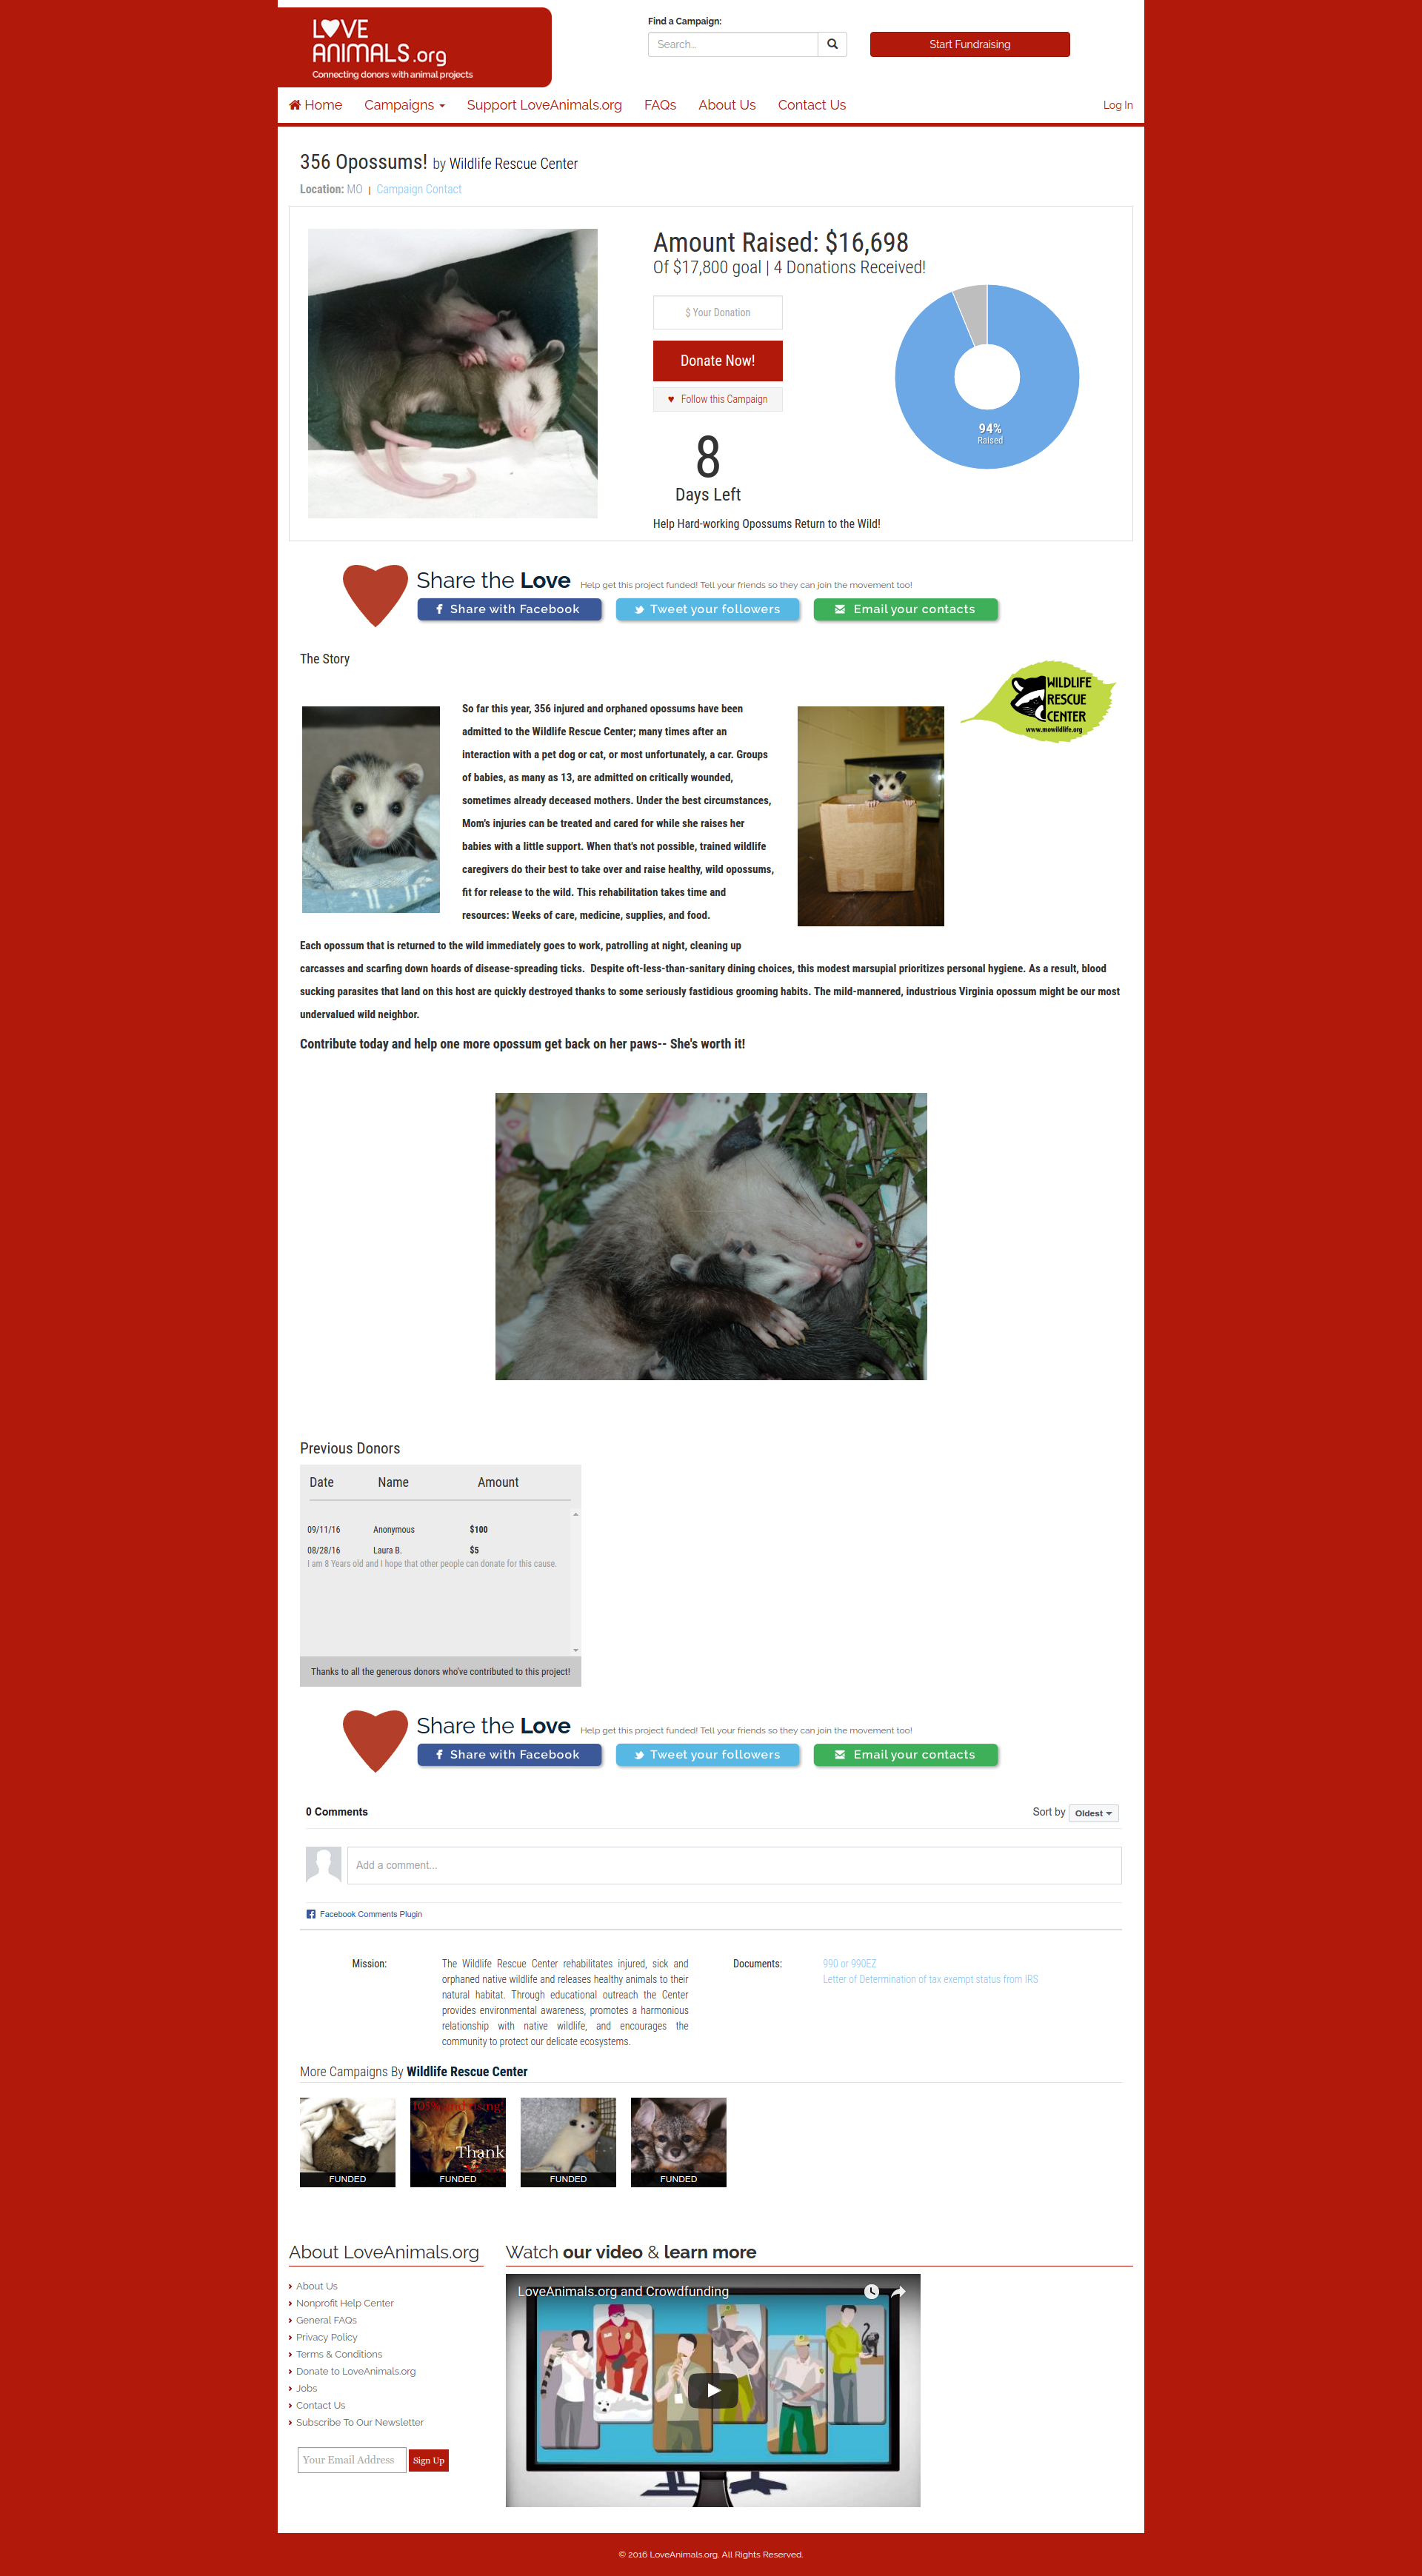 LOVE
ANIMALS.org
Connecting donors with animal projects
Find a Campaign:
Search...
Start Fundraising
Home
Campaigns
Support LoveAnimals.org
FAQs
About Us
Contact Us
Log In
356 Opossums! by Wildlife Rescue Center
Location: MO | Campaign Contact
Amount Raised: $16,698
Of $17,800 goal | 4 Donations Received!
$ Your Donation
Donate Now!
♥ Follow this Campaign
94%
Raised
8
Days Left
Help Hard-working Opossums Return to the Wild!
Share the Love Help get this project funded! Tell your friends so they can join the movement too!
Share with Facebook
Tweet your followers
Email your contacts
The Story
WILDLIFE
RESCUE
CENTER
www.mowildlife.org
So far this year, 356 injured and orphaned opossums have been
admitted to the Wildlife Rescue Center; many times after an
interaction with a pet dog or cat, or most unfortunately, a car. Groups
of babies, as many as 13, are admitted on critically wounded,
sometimes already deceased mothers. Under the best circumstances,
Mom's injuries can be treated and cared for while she raises her
babies with a little support. When that's not possible, trained wildlife
caregivers do their best to take over and raise healthy, wild opossums,
fit for release to the wild. This rehabilitation takes time and
resources: Weeks of care, medicine, supplies, and food.
Each opossum that is returned to the wild immediately goes to work, patrolling at night, cleaning up
carcasses and scarfing down hoards of disease-spreading ticks. Despite oft-less-than-sanitary dining choices, this modest marsupial prioritizes personal hygiene. As a result, blood
sucking parasites that land on this host are quickly destroyed thanks to some seriously fastidious grooming habits. The mild-mannered, industrious Virginia opossum might be our most
undervalued wild neighbor.
Contribute today and help one more opossum get back on her paws-- She's worth it!
Previous Donors
Date Name Amount
09/11/16 Anonymous $100
08/28/16 Laura B. $5
I am 8 Years old and I hope that other people can donate for this cause.
Thanks to all the generous donors who've contributed to this project!
Share the Love Help get this project funded! Tell your friends so they can join the movement too!
Share with Facebook
Tweet your followers
Email your contacts
0 Comments
Sort by Oldest
Add a comment...
Facebook Comments Plugin
Mission:
The Wildlife Rescue Center rehabilitates injured, sick and
orphaned native wildlife and releases healthy animals to their
natural habitat. Through educational outreach the Center
provides environmental awareness, promotes a harmonious
relationship with native wildlife, and encourages the
community to protect our delicate ecosystems.
Documents:
990 or 990EZ
Letter of Determination of tax exempt status from IRS
More Campaigns By Wildlife Rescue Center
Thank
FUNDED
FUNDED
FUNDED
FUNDED
About LoveAnimals.org
About Us
Nonprofit Help Center
General FAQs
Privacy Policy
Terms & Conditions
Donate to LoveAnimals.org
Jobs
Contact Us
Subscribe To Our Newsletter
Your Email Address
Sign Up
Watch our video & learn more
LoveAnimals.org and Crowdfunding
© 2016 LoveAnimals.org. All Rights Reserved.